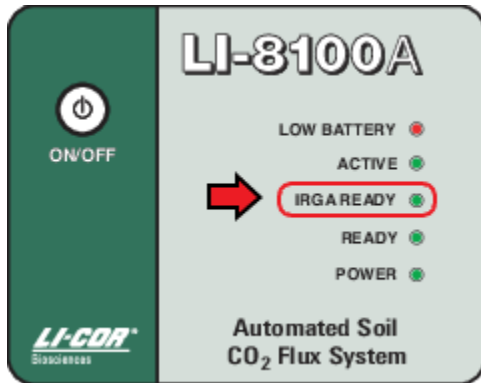 LI-8100A
ON/OFF
LOW BATTERY
ACTIVE
IRGA READY
READY
POWER
LI-COR
Biosciences
Automated Soil
CO₂ Flux System